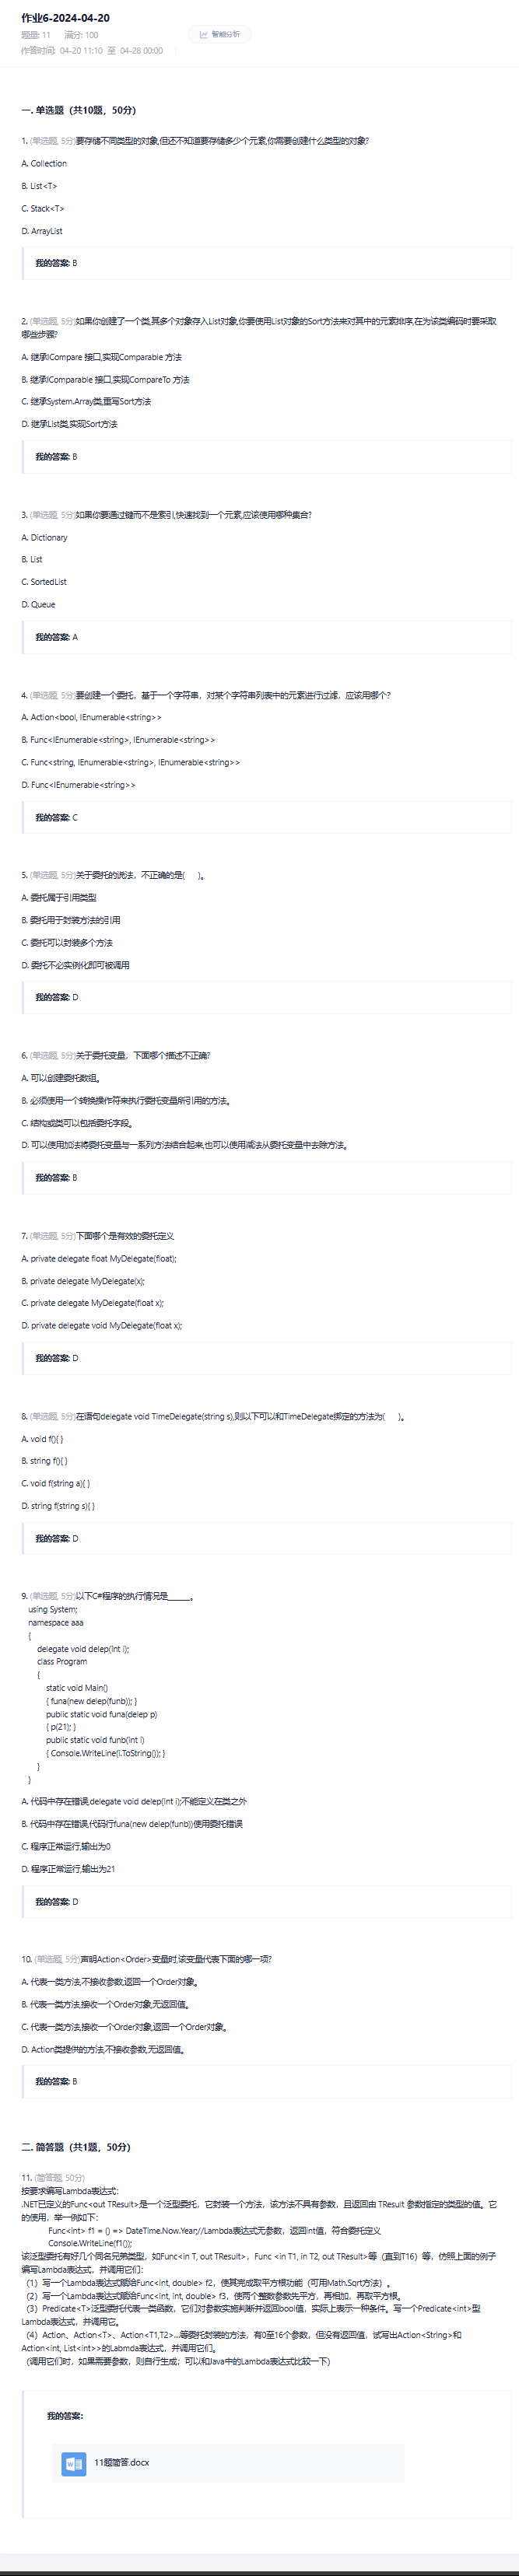 作业6-2024-04-20
题量: 11 满分: 100
智能分析
作答时间: 04-20 11:10 至 04-28 00:00
一. 单选题（共10题，50分）
1. (单选题, 5分)要存储不同类型的对象,但还不知道要存储多少个元素,你需要创建什么类型的对象?
A. Collection
B. List<T>
C. Stack<T>
D. ArrayList
我的答案: B
2. (单选题, 5分)如果你创建了一个类,其多个对象存入List对象,你要使用List对象的Sort方法来对其中的元素排序,在为该类编码时要采取
哪些步骤?
A. 继承ICompare 接口,实现Comparable 方法
B. 继承IComparable 接口,实现CompareTo 方法
C. 继承System.Array类,重写Sort方法
D. 继承List类,实现Sort方法
我的答案: B
3. (单选题, 5分)如果你要通过键而不是索引,快速找到一个元素,应该使用哪种集合?
A. Dictionary
B. List
C. SortedList
D. Queue
我的答案: A
4. (单选题, 5分)要创建一个委托，基于一个字符串，对某个字符串列表中的元素进行过滤，应该用哪个?
A. Action<bool, IEnumerable<string>>
B. Func<IEnumerable<string>, IEnumerable<string>>
C. Func<string, IEnumerable<string>, IEnumerable<string>>
D. Func<IEnumerable<string>>
我的答案: C
5. (单选题, 5分)关于委托的说法，不正确的是( )。
A. 委托属于引用类型
B. 委托用于封装方法的引用
C. 委托可以封装多个方法
D. 委托不必实例化即可被调用
我的答案: D
6. (单选题, 5分)关于委托变量，下面哪个描述不正确?
A. 可以创建委托数组。
B. 必须使用一个转换操作符来执行委托变量所引用的方法。
C. 结构或类可以包括委托字段。
D. 可以使用加法将委托变量与一系列方法结合起来,也可以使用减法从委托变量中去除方法。
我的答案: B
7. (单选题, 5分)下面哪个是有效的委托定义
A. private delegate float MyDelegate(float);
B. private delegate MyDelegate(x);
C. private delegate MyDelegate(float x);
D. private delegate void MyDelegate(float x);
我的答案: D
8. (单选题, 5分)在语句delegate void TimeDelegate(string s),则以下可以和TimeDelegate绑定的方法为( )。
A. void f(){ }
B. string f(){ }
C. void f(string a){ }
D. string f(string s){ }
我的答案: D
9. (单选题, 5分)以下C#程序的执行情况是______。
using System;
namespace aaa
{
delegate void delep(int i);
class Program
{
static void Main()
{ funa(new delep(funb)); }
public static void funa(delep p)
{ p(21); }
public static void funb(int i)
{ Console.WriteLine(i.ToString()); }
}
}
A. 代码中存在错误,delegate void delep(int i);不能定义在类之外
B. 代码中存在错误,代码行funa(new delep(funb))使用委托错误
C. 程序正常运行,输出为0
D. 程序正常运行,输出为21
我的答案: D
10. (单选题, 5分)声明Action<Order>变量时,该变量代表下面的哪一项?
A. 代表一类方法,不接收参数,返回一个Order对象。
B. 代表一类方法,接收一个Order对象,无返回值。
C. 代表一类方法,接收一个Order对象,返回一个Order对象。
D. Action类提供的方法,不接收参数,无返回值。
我的答案: B
二. 简答题（共1题，50分）
11. (简答题, 50分)
按要求编写Lambda表达式：
.NET已定义的Func<out TResult>是一个泛型委托，它封装一个方法，该方法不具有参数，且返回由 TResult 参数指定的类型的值。它
的使用，举一例如下：
Func<int> f1 = () => DateTime.Now.Year;//Lambda表达式无参数，返回int值，符合委托定义
Console.WriteLine(f1());
该泛型委托有好几个同名兄弟类型，如Func<in T, out TResult>，Func <in T1, in T2, out TResult>等（直到T16）等，仿照上面的例子
编写Lambda表达式，并调用它们：
（1）写一个Lambda表达式赋给Func<int, double> f2，使其完成取平方根功能（可用Math.Sqrt方法）。
（2）写一个Lambda表达式赋给Func<int, int, double> f3，使两个整参数先平方，再相加，再取平方根。
（3）Predicate<T>泛型委托代表一类函数，它们对参数实施判断并返回bool值，实际上表示一种条件。写一个Predicate<int>型
Lambda表达式，并调用它。
（4）Action、Action<T>、Action<T1,T2>...等委托封装的方法，有0至16个参数，但没有返回值，试写出Action<String>和
Action<int, List<int>>的Labmda表达式，并调用它们。
（调用它们时，如果需要参数，则自行生成；可以和Java中的Lambda表达式比较一下）
我的答案:
W
11题简答.docx